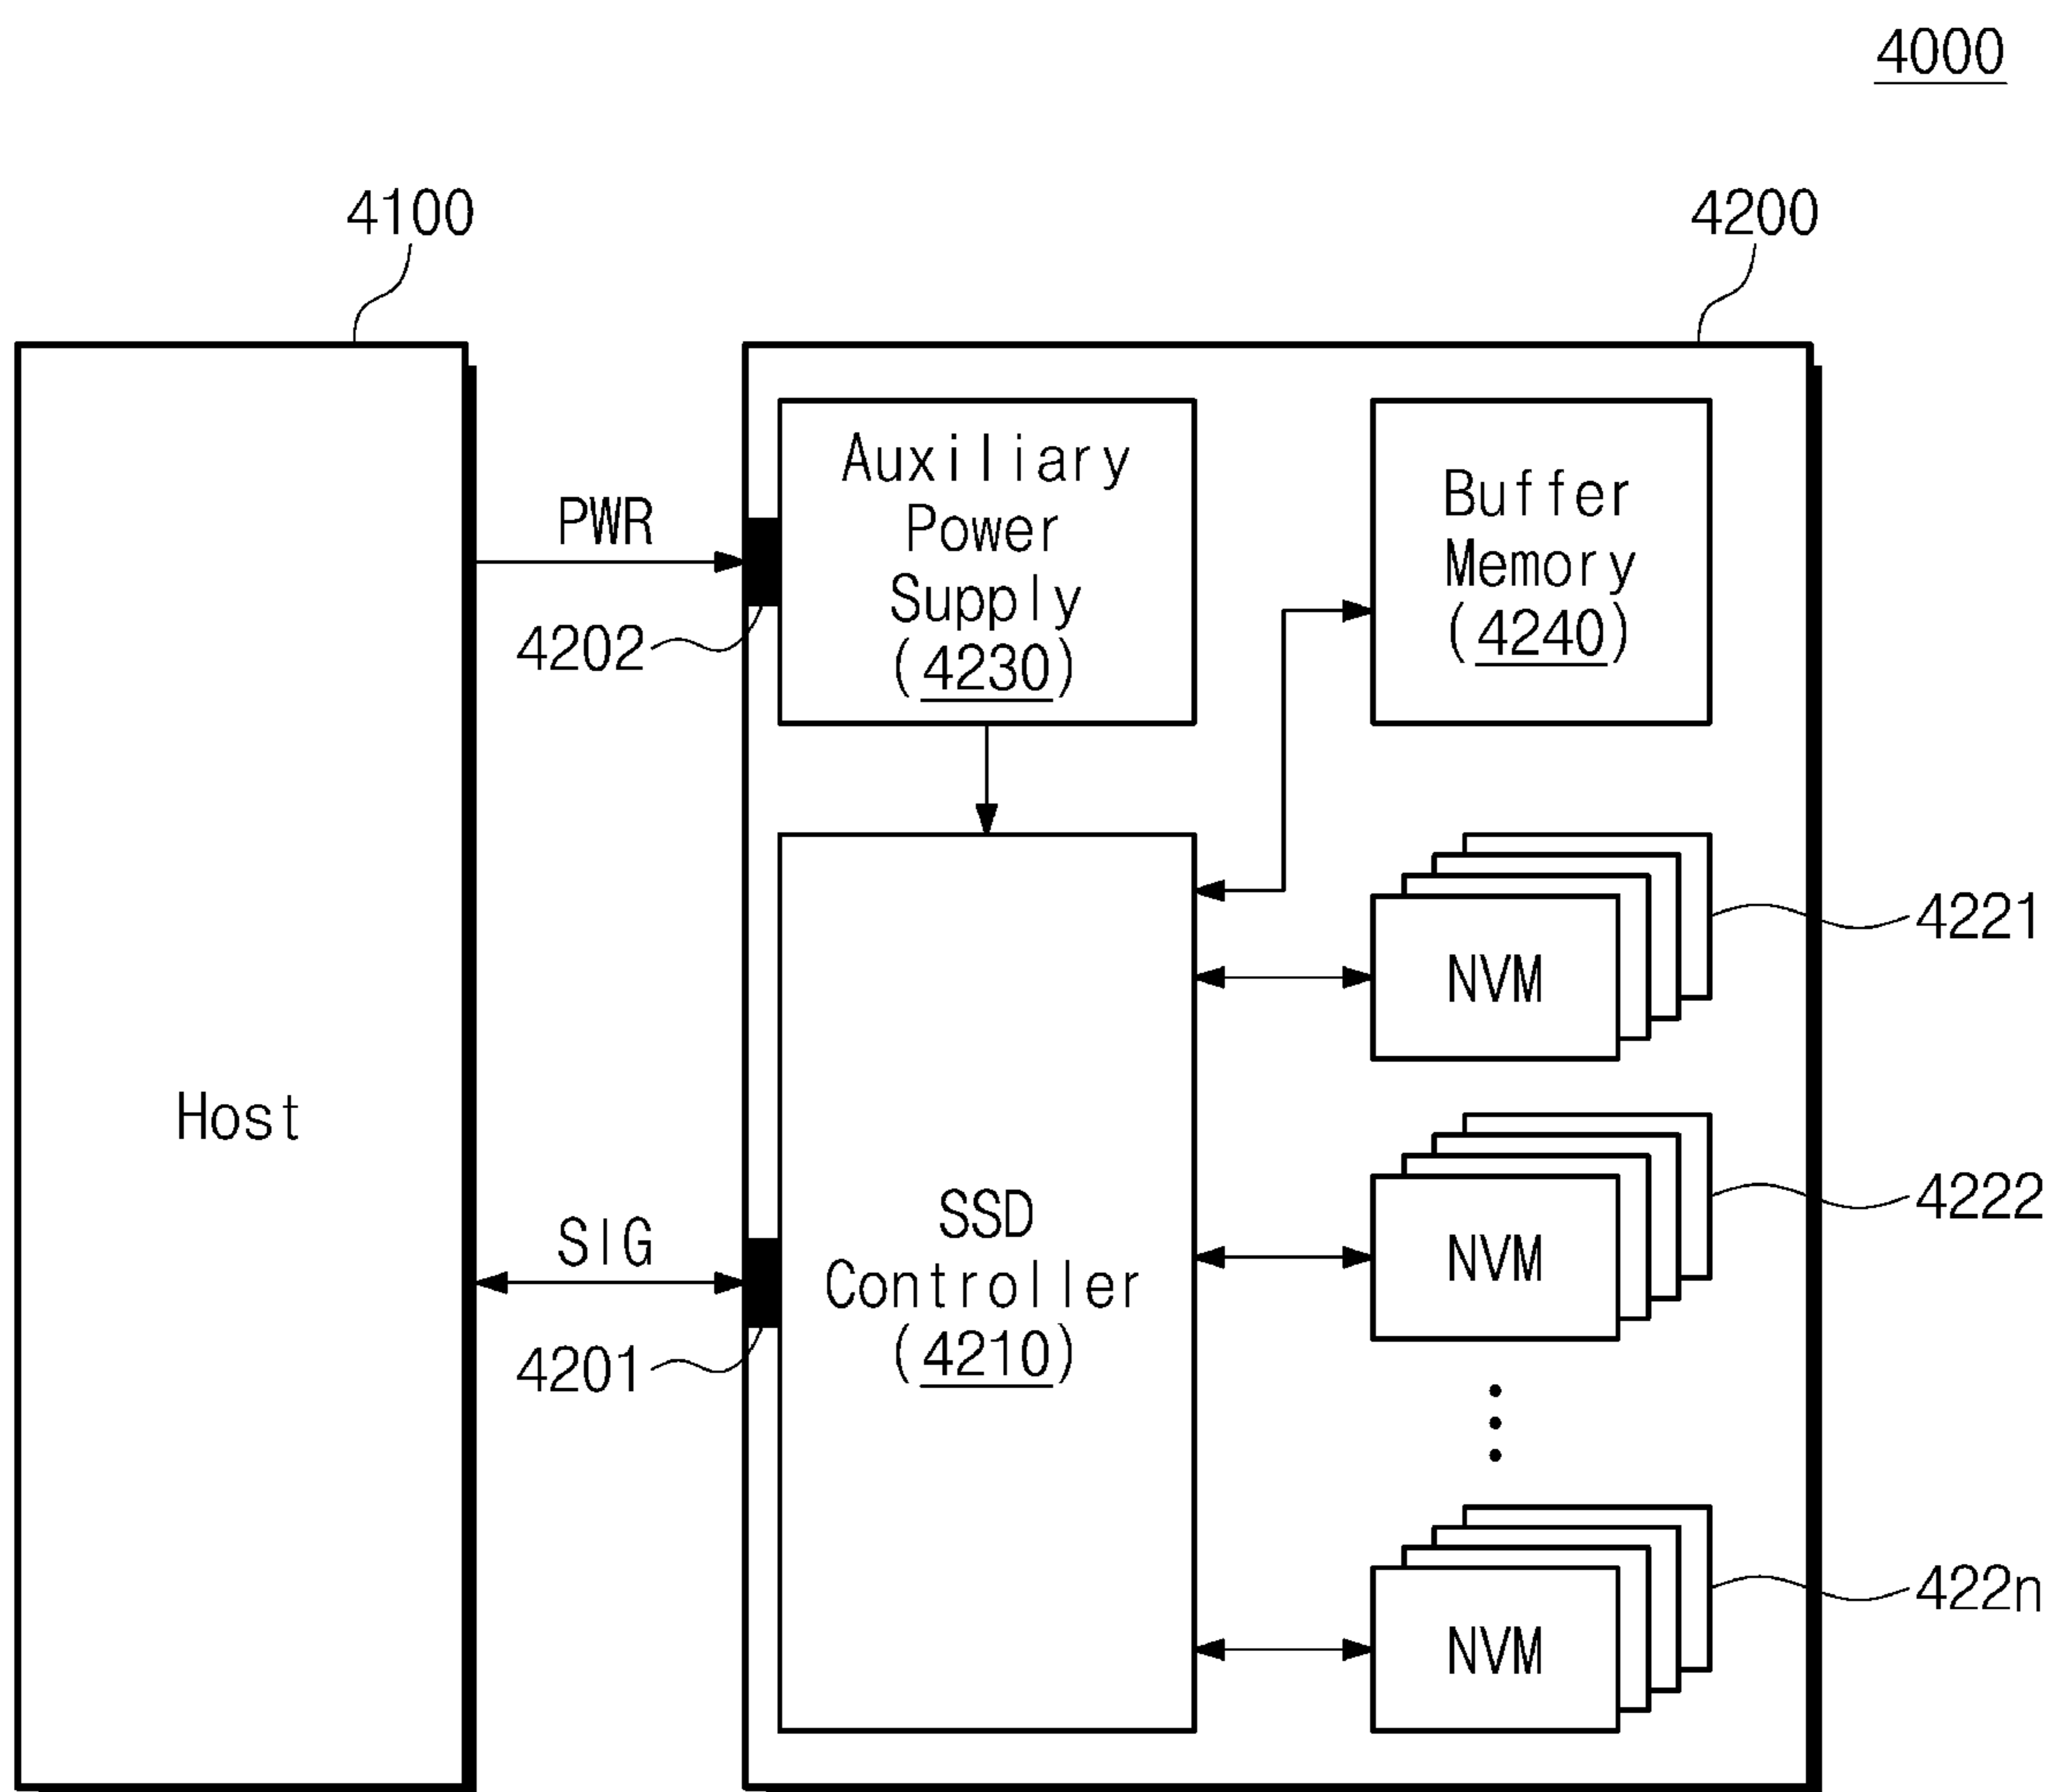 4000
4100
4200
Auxiliary
Power
Supply
(4230)
Buffer
Memory
(4240)
PWR
4202
Host
SIG
4201
SSD
Controller
(4210)
NVM
4221
NVM
4222
NVM
422n